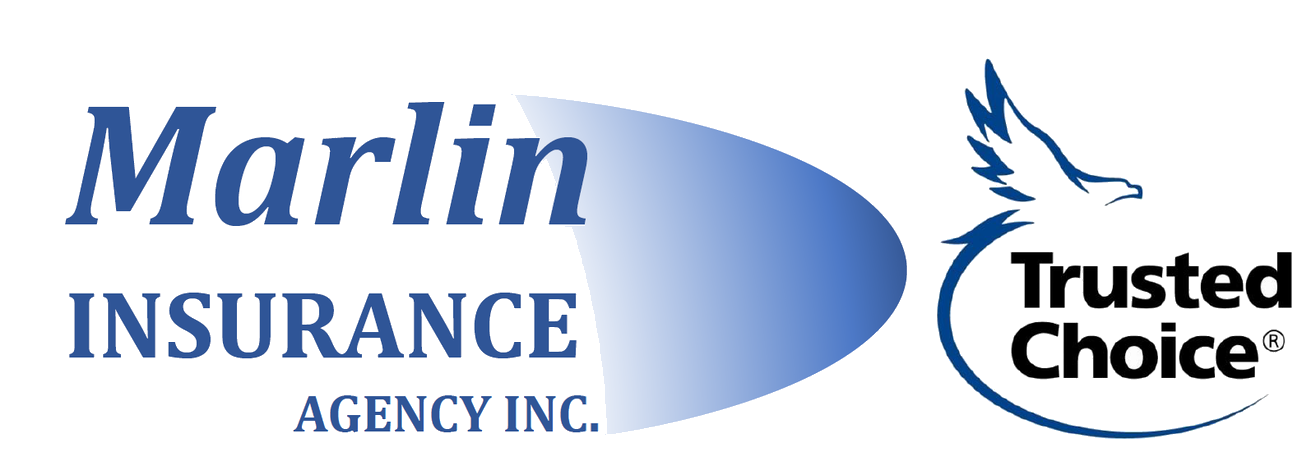 Marlin
INSURANCE
AGENCY INC.
Trusted
Choice®